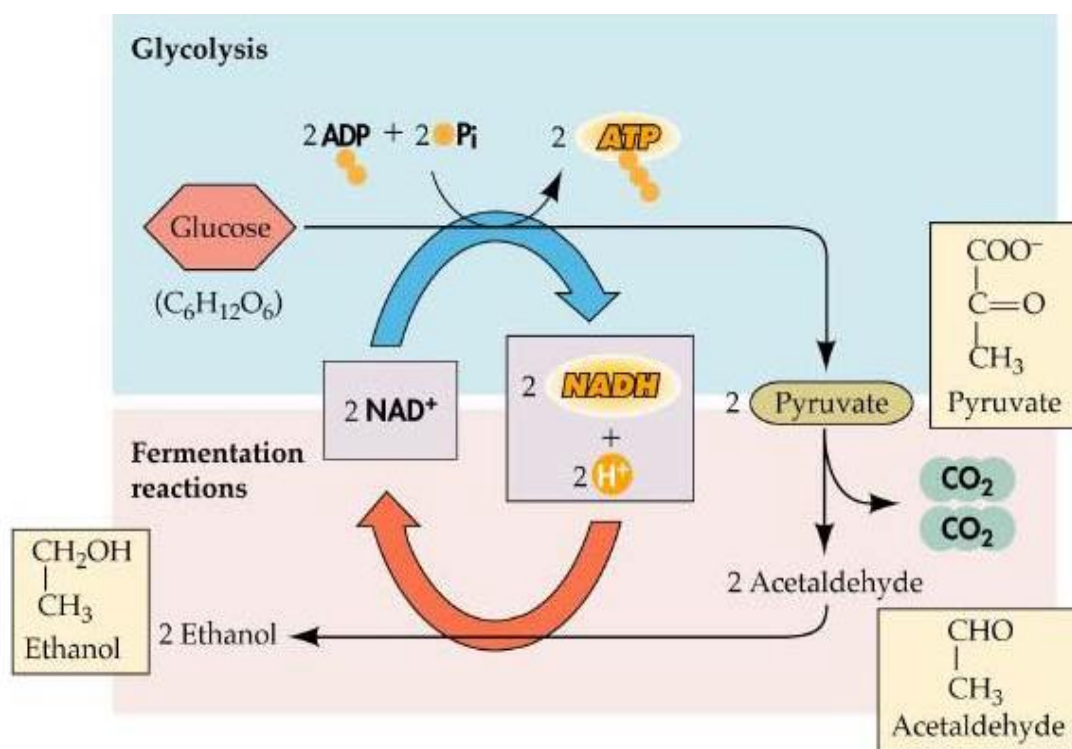 Glycolysis
2 ADP + 2 Pi
2 ATP
Glucose
(C₆H₁₂O₆)
COO⁻
C=O
CH₃
Pyruvate
2 NAD⁺
2 NADH
+
2 H⁺
2 Pyruvate
Fermentation
reactions
CO₂
CO₂
CH₂OH
CH₃
Ethanol
2 Ethanol
2 Acetaldehyde
CHO
CH₃
Acetaldehyde